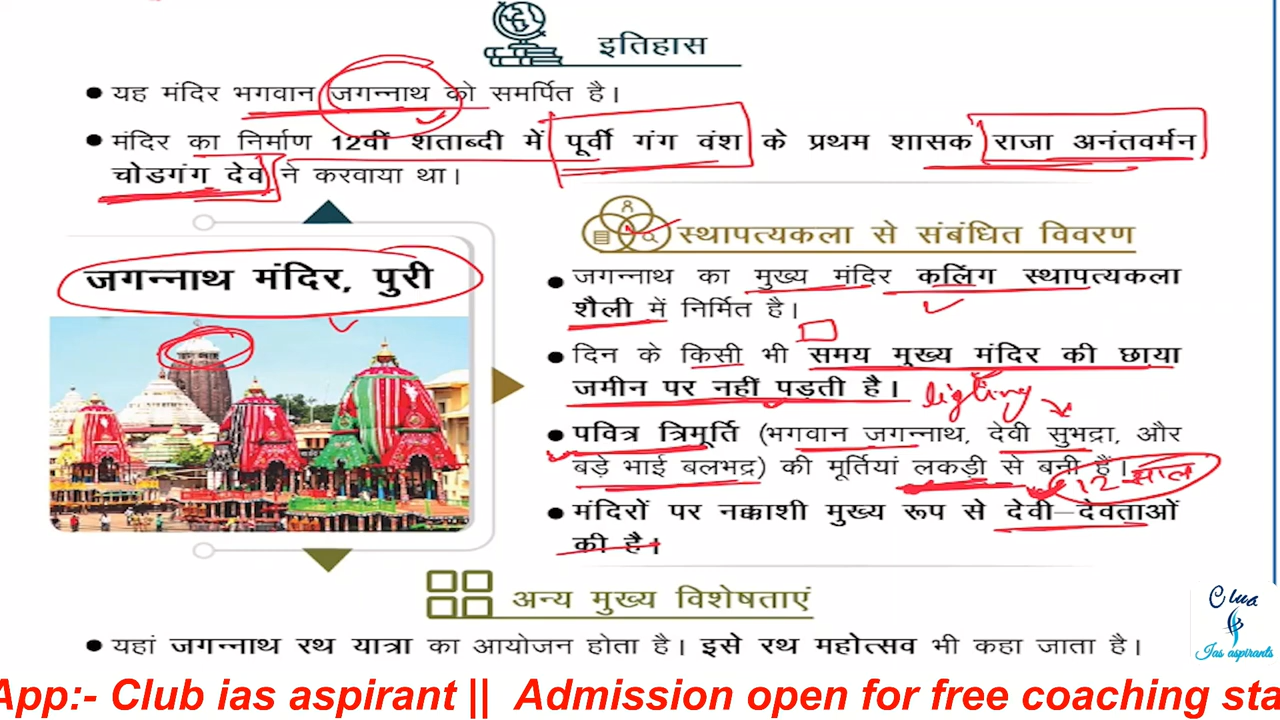 इतिहास
यह मंदिर भगवान जगन्नाथ को समर्पित है।
मंदिर का निर्माण 12वीं शताब्दी में पूर्वी गंग वंश के प्रथम शासक राजा अनंतवर्मन
चोडगंग देव ने करवाया था।
जगन्नाथ मंदिर, पुरी
स्थापत्यकला से संबंधित विवरण
जगन्नाथ का मुख्य मंदिर कलिंग स्थापत्यकला
शैली में निर्मित है।
दिन के किसी भी समय मुख्य मंदिर की छाया
जमीन पर नहीं पड़ती है।
ligting
पवित्र त्रिमूर्ति (भगवान जगन्नाथ, देवी सुभद्रा, और
बड़े भाई बलभद्र) की मूर्तियां लकड़ी से बनी हैं।
12 साल
मंदिरों पर नक्काशी मुख्य रूप से देवी–देवताओं
की है।
अन्य मुख्य विशेषताएं
यहां जगन्नाथ रथ यात्रा का आयोजन होता है। इसे रथ महोत्सव भी कहा जाता है।
Club
Ias aspirants
App:- Club ias aspirant || Admission open for free coaching sta